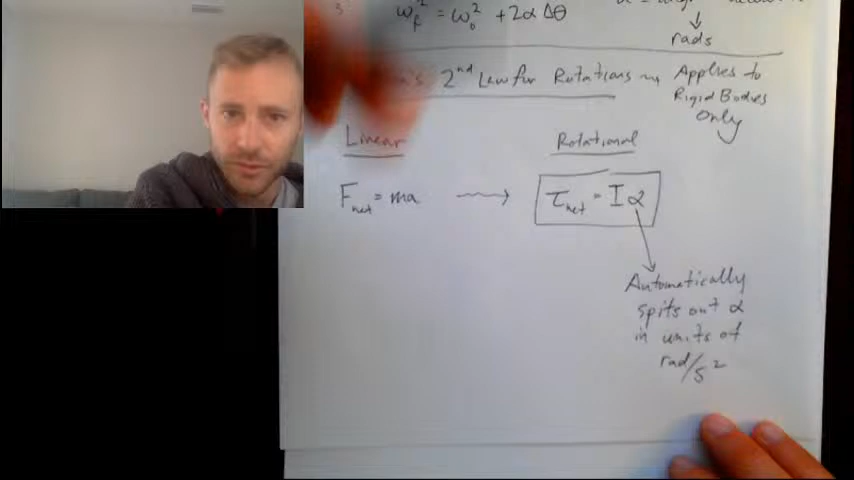 3.
ω_f² = ω_0² + 2α Δθ
rads
2nd Law for Rotations → Applies to
Rigid Bodies
Only
Linear
Rotational
F_net = ma → τ_net = Iα
Automatically
spits out α
in units of
rad/s²